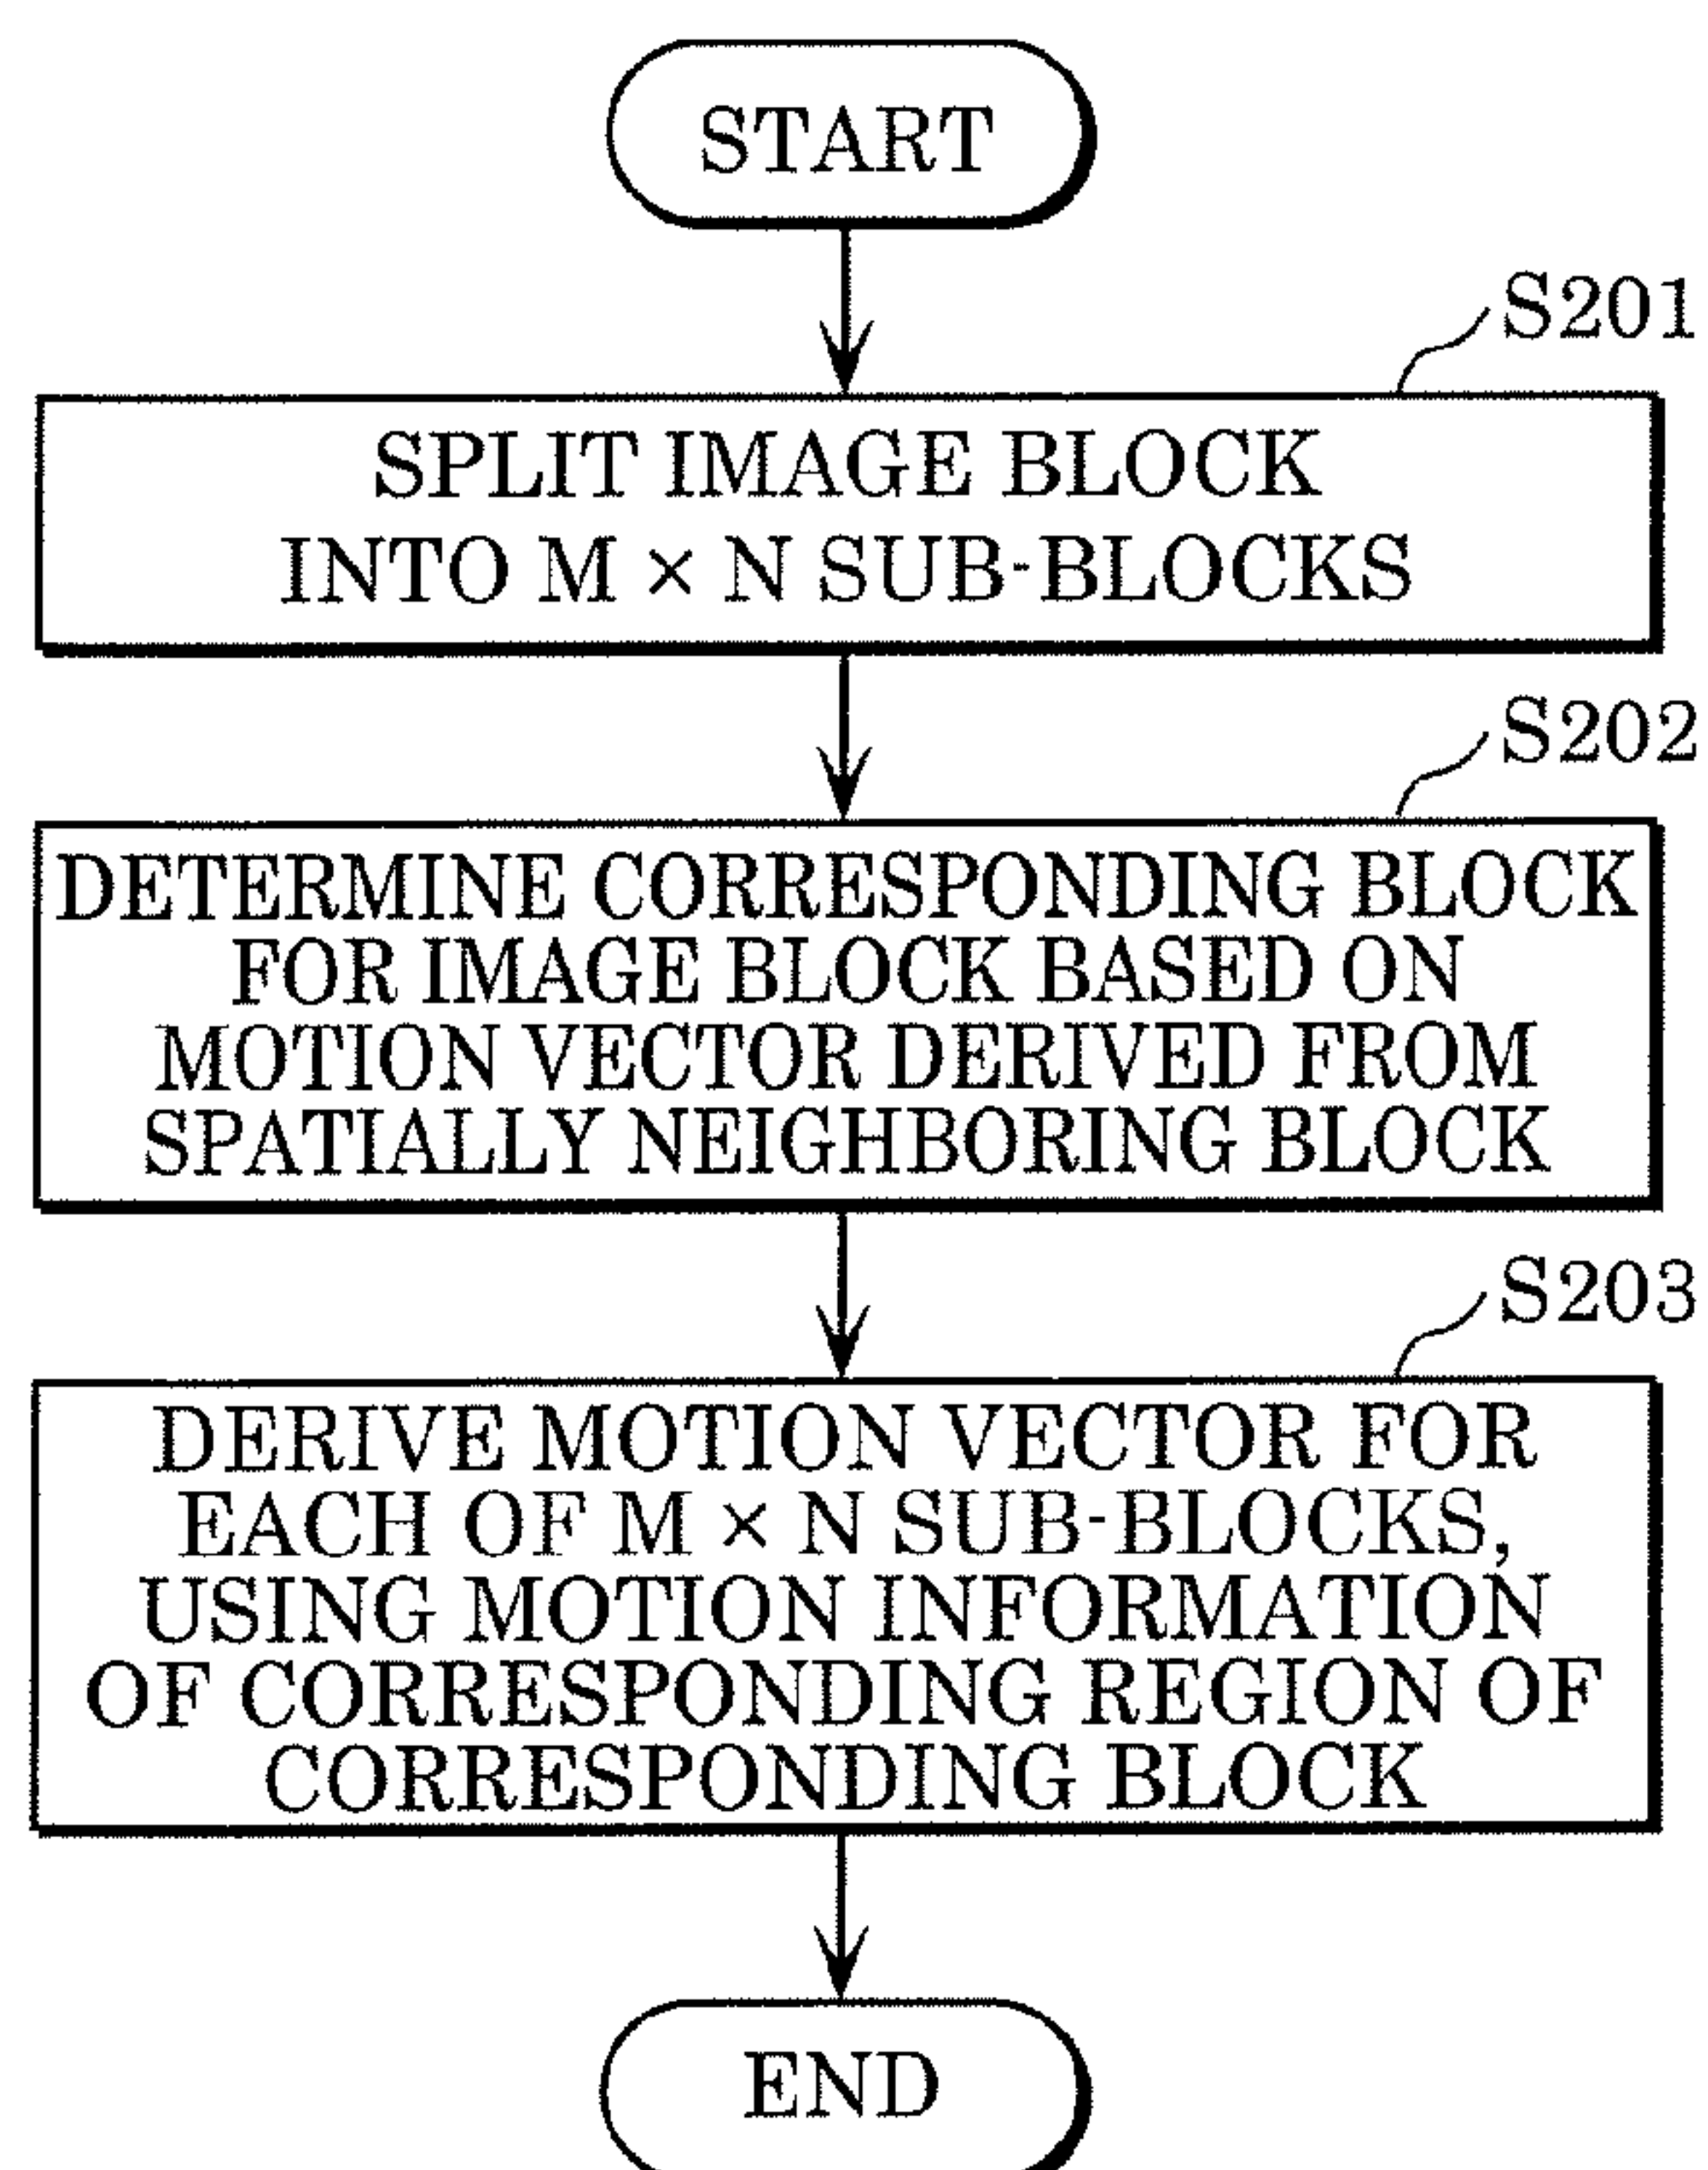 START
S201
SPLIT IMAGE BLOCK
INTO M × N SUB-BLOCKS
S202
DETERMINE CORRESPONDING BLOCK
FOR IMAGE BLOCK BASED ON
MOTION VECTOR DERIVED FROM
SPATIALLY NEIGHBORING BLOCK
S203
DERIVE MOTION VECTOR FOR
EACH OF M × N SUB-BLOCKS,
USING MOTION INFORMATION
OF CORRESPONDING REGION OF
CORRESPONDING BLOCK
END